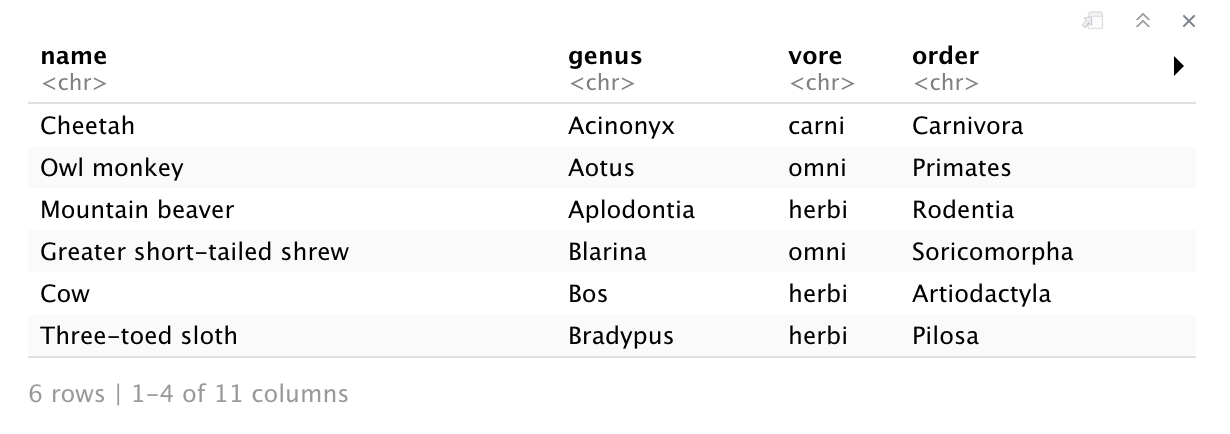 name genus vore order
<chr> <chr> <chr> <chr>
Cheetah Acinonyx carni Carnivora
Owl monkey Aotus omni Primates
Mountain beaver Aplodontia herbi Rodentia
Greater short-tailed shrew Blarina omni Soricomorpha
Cow Bos herbi Artiodactyla
Three-toed sloth Bradypus herbi Pilosa
6 rows | 1-4 of 11 columns